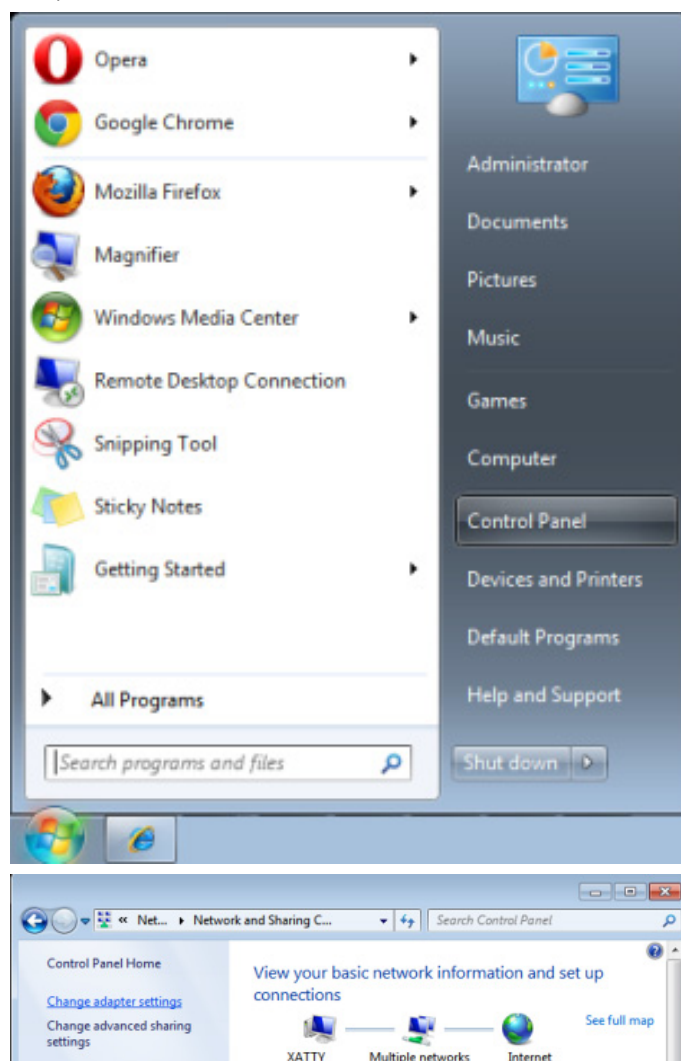 Opera
Google Chrome
Mozilla Firefox
Magnifier
Windows Media Center
Remote Desktop Connection
Snipping Tool
Sticky Notes
Getting Started
All Programs
Search programs and files
Administrator
Documents
Pictures
Music
Games
Computer
Control Panel
Devices and Printers
Default Programs
Help and Support
Shut down
« Net... Network and Sharing C...
Search Control Panel
Control Panel Home
Change adapter settings
Change advanced sharing
settings
View your basic network information and set up
connections
See full map
XATTY Multiple networks Internet